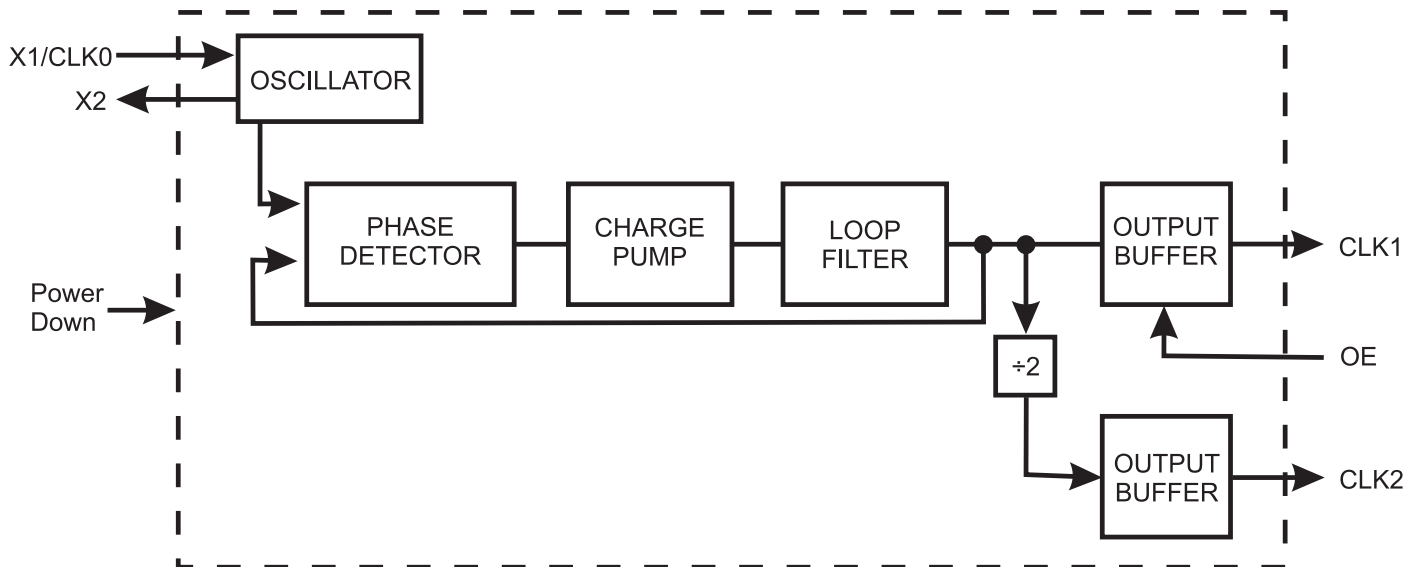 X1/CLK0
X2
OSCILLATOR
PHASE
DETECTOR
CHARGE
PUMP
LOOP
FILTER
OUTPUT
BUFFER
CLK1
Power
Down
OE
÷2
OUTPUT
BUFFER
CLK2